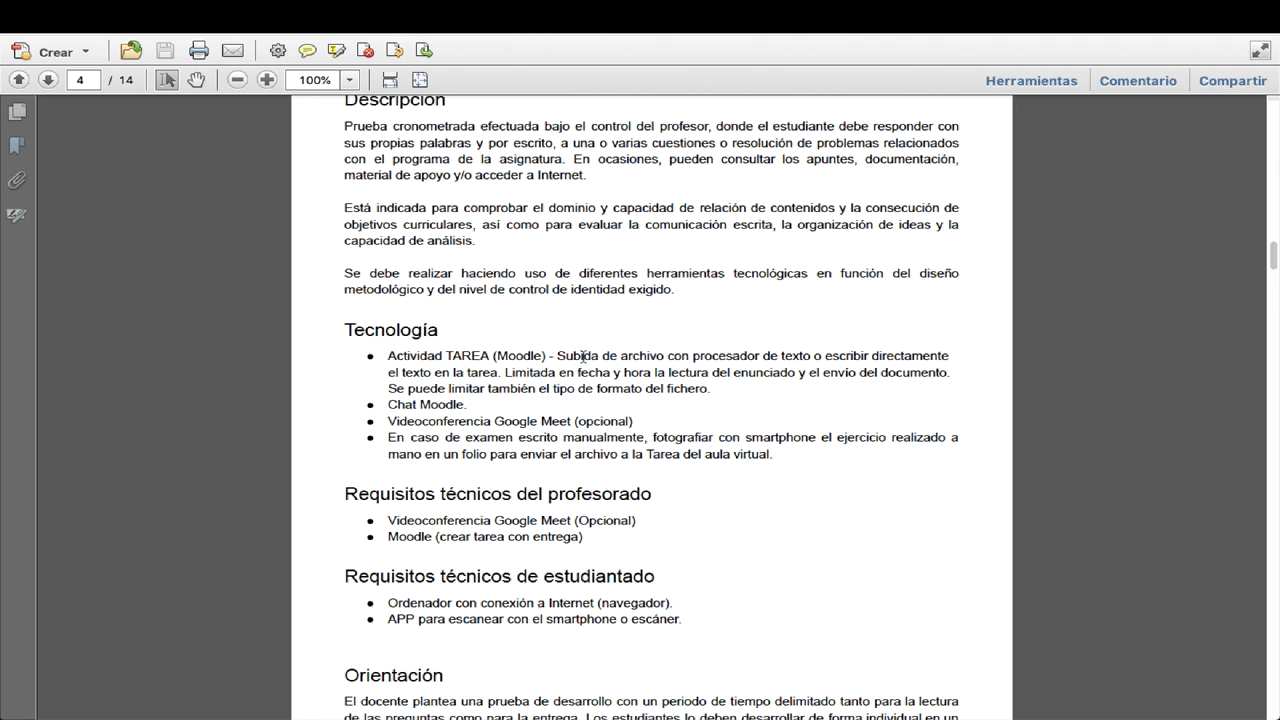 Crear
4 / 14
100%
Herramientas
Comentario
Compartir
Descripción
Prueba cronometrada efectuada bajo el control del profesor, donde el estudiante debe responder con
sus propias palabras y por escrito, a una o varias cuestiones o resolución de problemas relacionados
con el programa de la asignatura. En ocasiones, pueden consultar los apuntes, documentación,
material de apoyo y/o acceder a Internet.
Está indicada para comprobar el dominio y capacidad de relación de contenidos y la consecución de
objetivos curriculares, así como para evaluar la comunicación escrita, la organización de ideas y la
capacidad de análisis.
Se debe realizar haciendo uso de diferentes herramientas tecnológicas en función del diseño
metodológico y del nivel de control de identidad exigido.
Tecnología
● Actividad TAREA (Moodle) - Subida de archivo con procesador de texto o escribir directamente
el texto en la tarea. Limitada en fecha y hora la lectura del enunciado y el envío del documento.
Se puede limitar también el tipo de formato del fichero.
● Chat Moodle.
● Videoconferencia Google Meet (opcional)
● En caso de examen escrito manualmente, fotografiar con smartphone el ejercicio realizado a
mano en un folio para enviar el archivo a la Tarea del aula virtual.
Requisitos técnicos del profesorado
● Videoconferencia Google Meet (Opcional)
● Moodle (crear tarea con entrega)
Requisitos técnicos de estudiantado
● Ordenador con conexión a Internet (navegador).
● APP para escanear con el smartphone o escáner.
Orientación
El docente plantea una prueba de desarrollo con un periodo de tiempo delimitado tanto para la lectura
de las preguntas como para la entrega. Los estudiantes lo deben desarrollar de forma individual en un